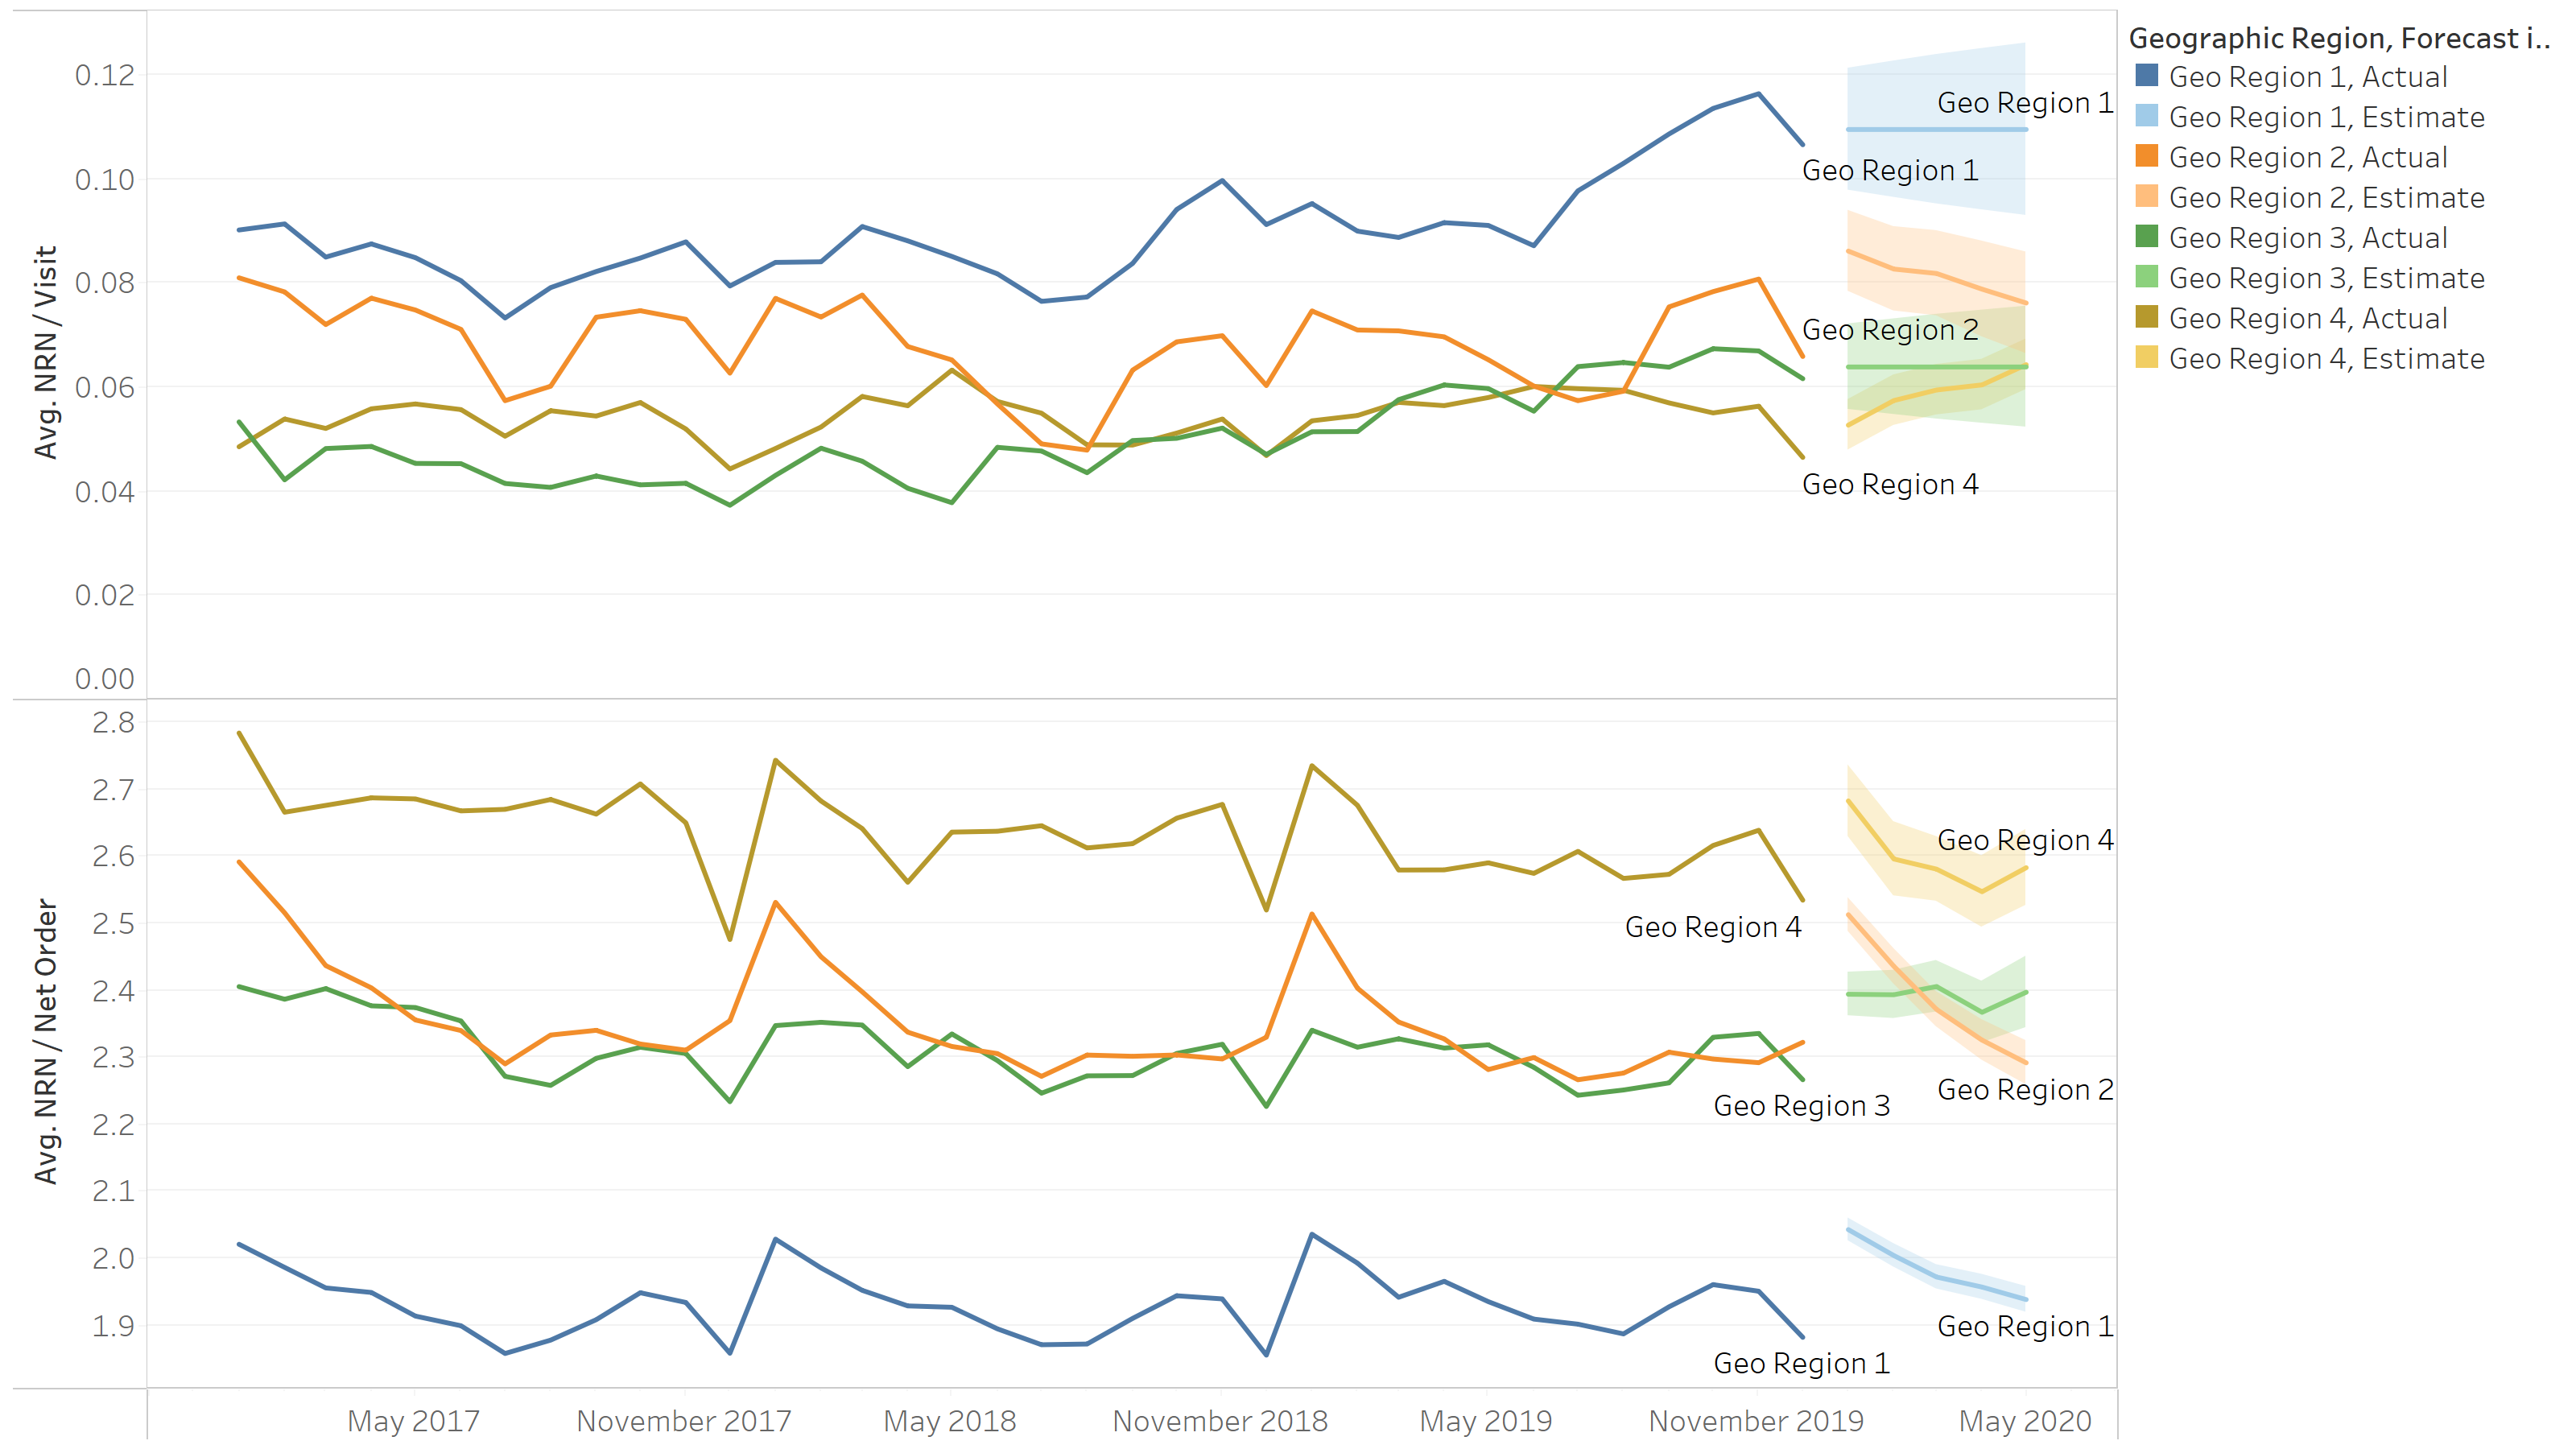 Avg. NRN / Visit
0.12
0.10
0.08
0.06
0.04
0.02
0.00
Geo Region 1
Geo Region 1
Geo Region 2
Geo Region 4
Avg. NRN / Net Order
2.8
2.7
2.6
2.5
2.4
2.3
2.2
2.1
2.0
1.9
Geo Region 4
Geo Region 4
Geo Region 2
Geo Region 3
Geo Region 1
Geo Region 1
May 2017
November 2017
May 2018
November 2018
May 2019
November 2019
May 2020
Geographic Region, Forecast i..
Geo Region 1, Actual
Geo Region 1, Estimate
Geo Region 2, Actual
Geo Region 2, Estimate
Geo Region 3, Actual
Geo Region 3, Estimate
Geo Region 4, Actual
Geo Region 4, Estimate